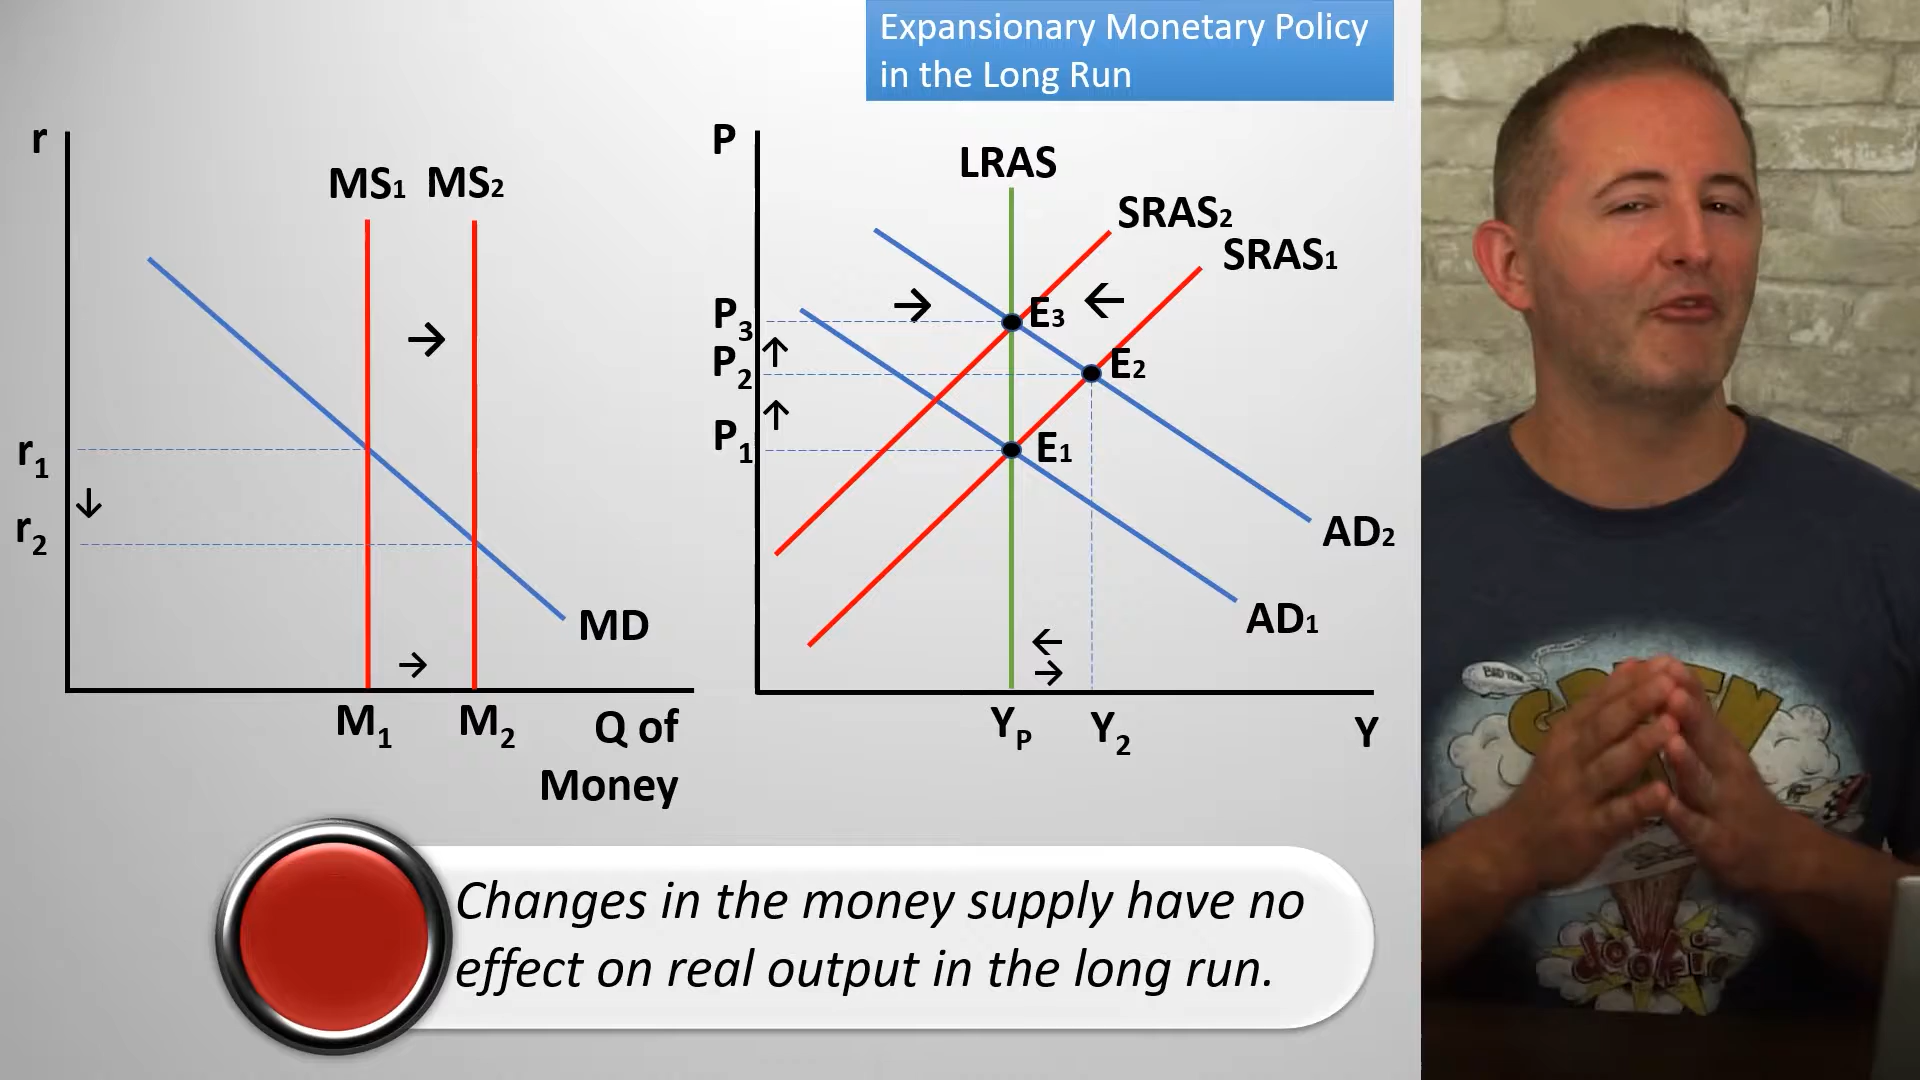 Expansionary Monetary Policy
in the Long Run
r
MS1 MS2
r1
r2
MD
M1 M2 Q of
Money
P
LRAS
SRAS2
SRAS1
P3
E3
P2
E2
P1
E1
AD2
AD1
YP Y2 Y
Changes in the money supply have no
effect on real output in the long run.
dookie